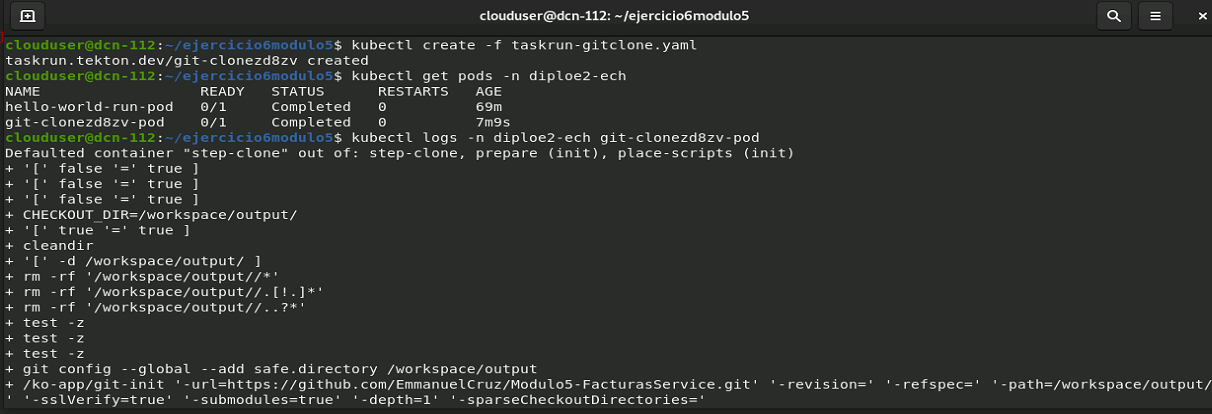 clouduser@dcn-112: ~/ejercicio6modulo5
clouduser@dcn-112:~/ejercicio6modulo5$ kubectl create -f taskrun-gitclone.yaml
taskrun.tekton.dev/git-clonezd8zv created
clouduser@dcn-112:~/ejercicio6modulo5$ kubectl get pods -n diploe2-ech
NAME                  READY   STATUS      RESTARTS   AGE
hello-world-run-pod   0/1     Completed   0          69m
git-clonezd8zv-pod    0/1     Completed   0          7m9s
clouduser@dcn-112:~/ejercicio6modulo5$ kubectl logs -n diploe2-ech git-clonezd8zv-pod
Defaulted container "step-clone" out of: step-clone, prepare (init), place-scripts (init)
+ '[' false '=' true ]
+ '[' false '=' true ]
+ '[' false '=' true ]
+ CHECKOUT_DIR=/workspace/output/
+ '[' true '=' true ]
+ cleandir
+ '[' -d /workspace/output/ ]
+ rm -rf '/workspace/output//*'
+ rm -rf '/workspace/output//.[!.]*'
+ rm -rf '/workspace/output//..?*'
+ test -z
+ test -z
+ test -z
+ git config --global --add safe.directory /workspace/output
+ /ko-app/git-init '-url=https://github.com/EmmanuelCruz/Modulo5-FacturasService.git' '-revision=' '-refspec=' '-path=/workspace/output/
' '-sslVerify=true' '-submodules=true' '-depth=1' '-sparseCheckoutDirectories='